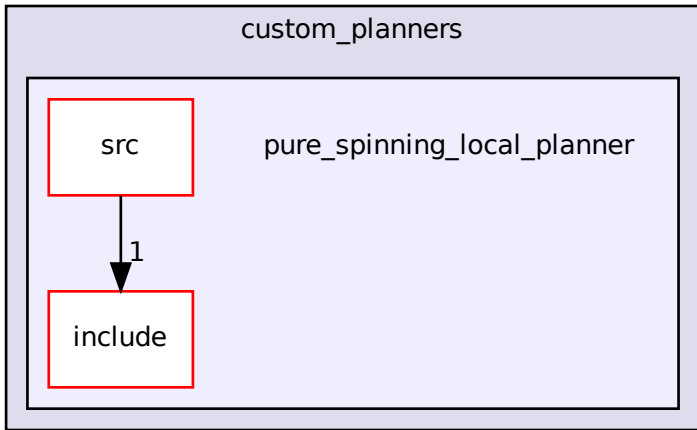 custom_planners
src
pure_spinning_local_planner
1
include